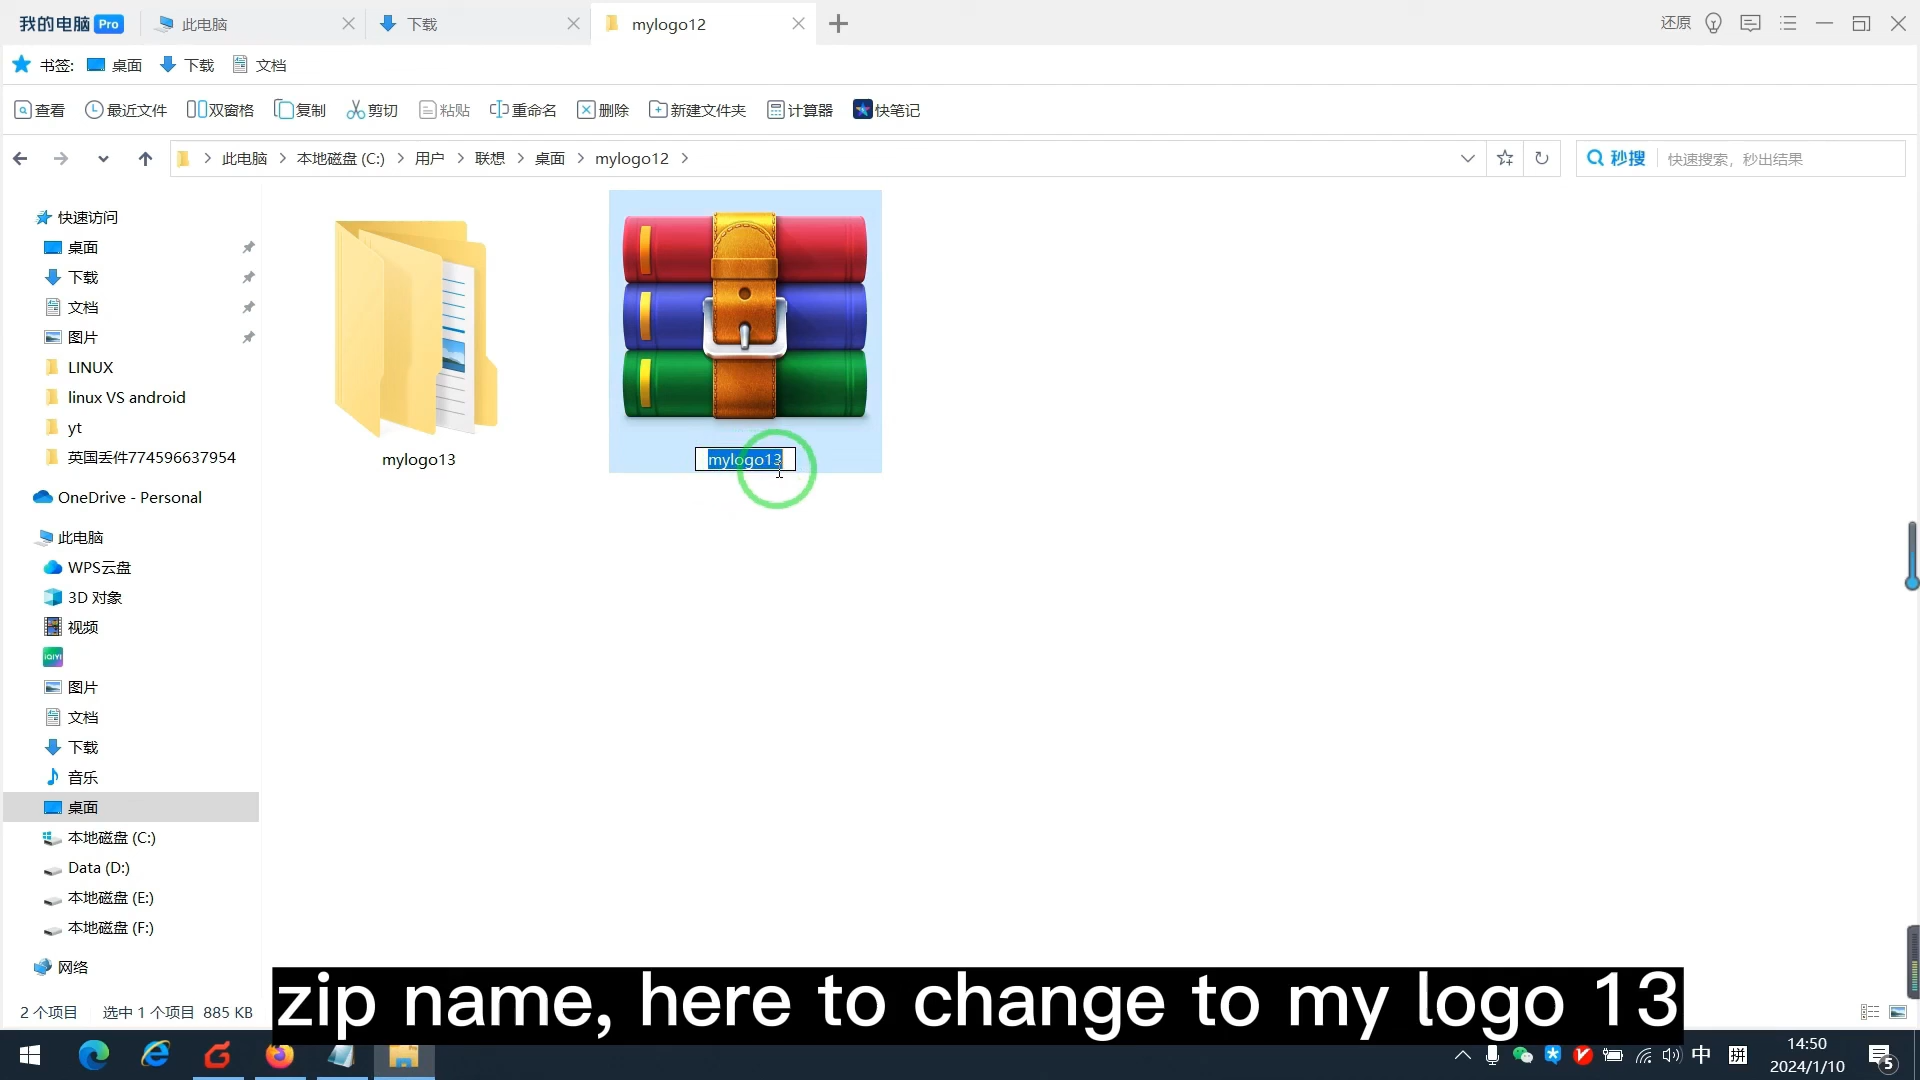 我的电脑 Pro 此电脑 下载 mylogo12 还原
书签: 桌面 下载 文档
查看 最近文件 双窗格 复制 剪切 粘贴 重命名 删除 新建文件夹 计算器 快笔记
此电脑 本地磁盘 (C:) 用户 联想 桌面 mylogo12 秒搜 快速搜索，秒出结果
快速访问
桌面
下载
文档
图片
LINUX
linux VS android
yt
英国丢件774596637954
OneDrive - Personal
此电脑
WPS云盘
3D 对象
视频
iQIYI
图片
文档
下载
音乐
桌面
本地磁盘 (C:)
Data (D:)
本地磁盘 (E:)
本地磁盘 (F:)
网络
mylogo13
mylogo13
2 个项目 选中 1 个项目 885 KB
zip name, here to change to my logo 13
中 拼 14:50
2024/1/10
5